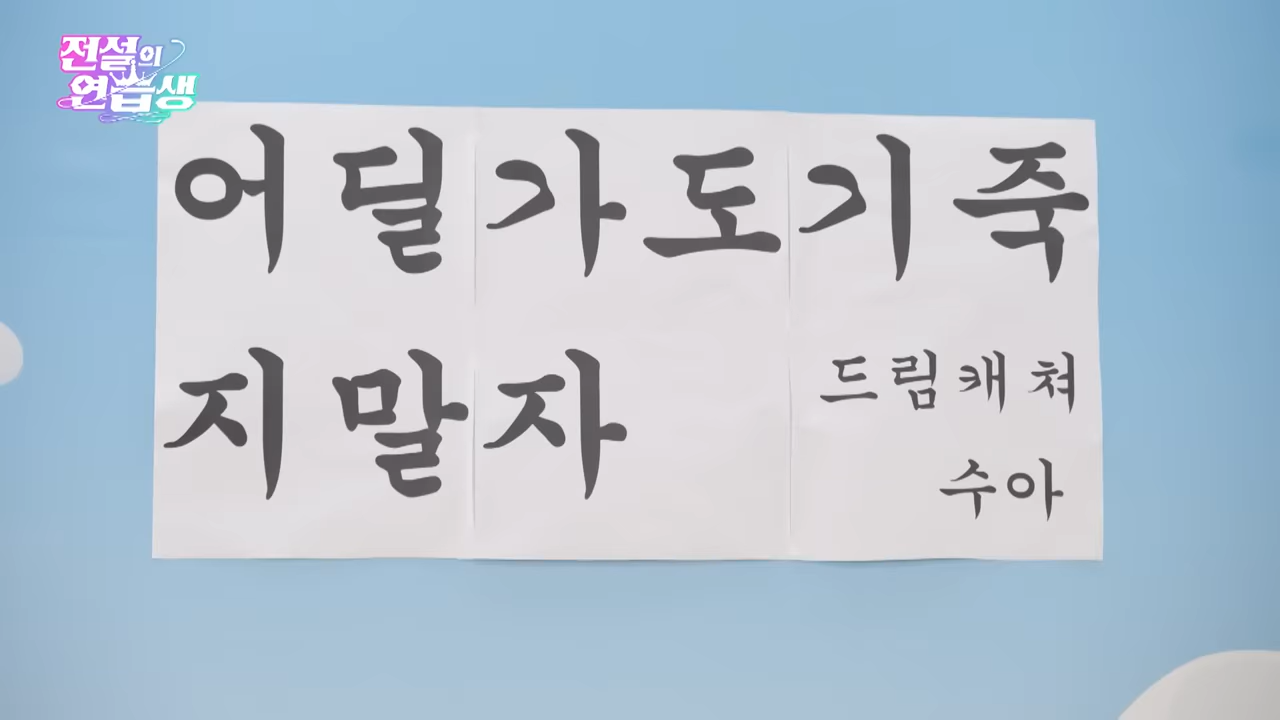 전설의
연습생
어딜가도기죽
지말자
드림캐쳐
수아